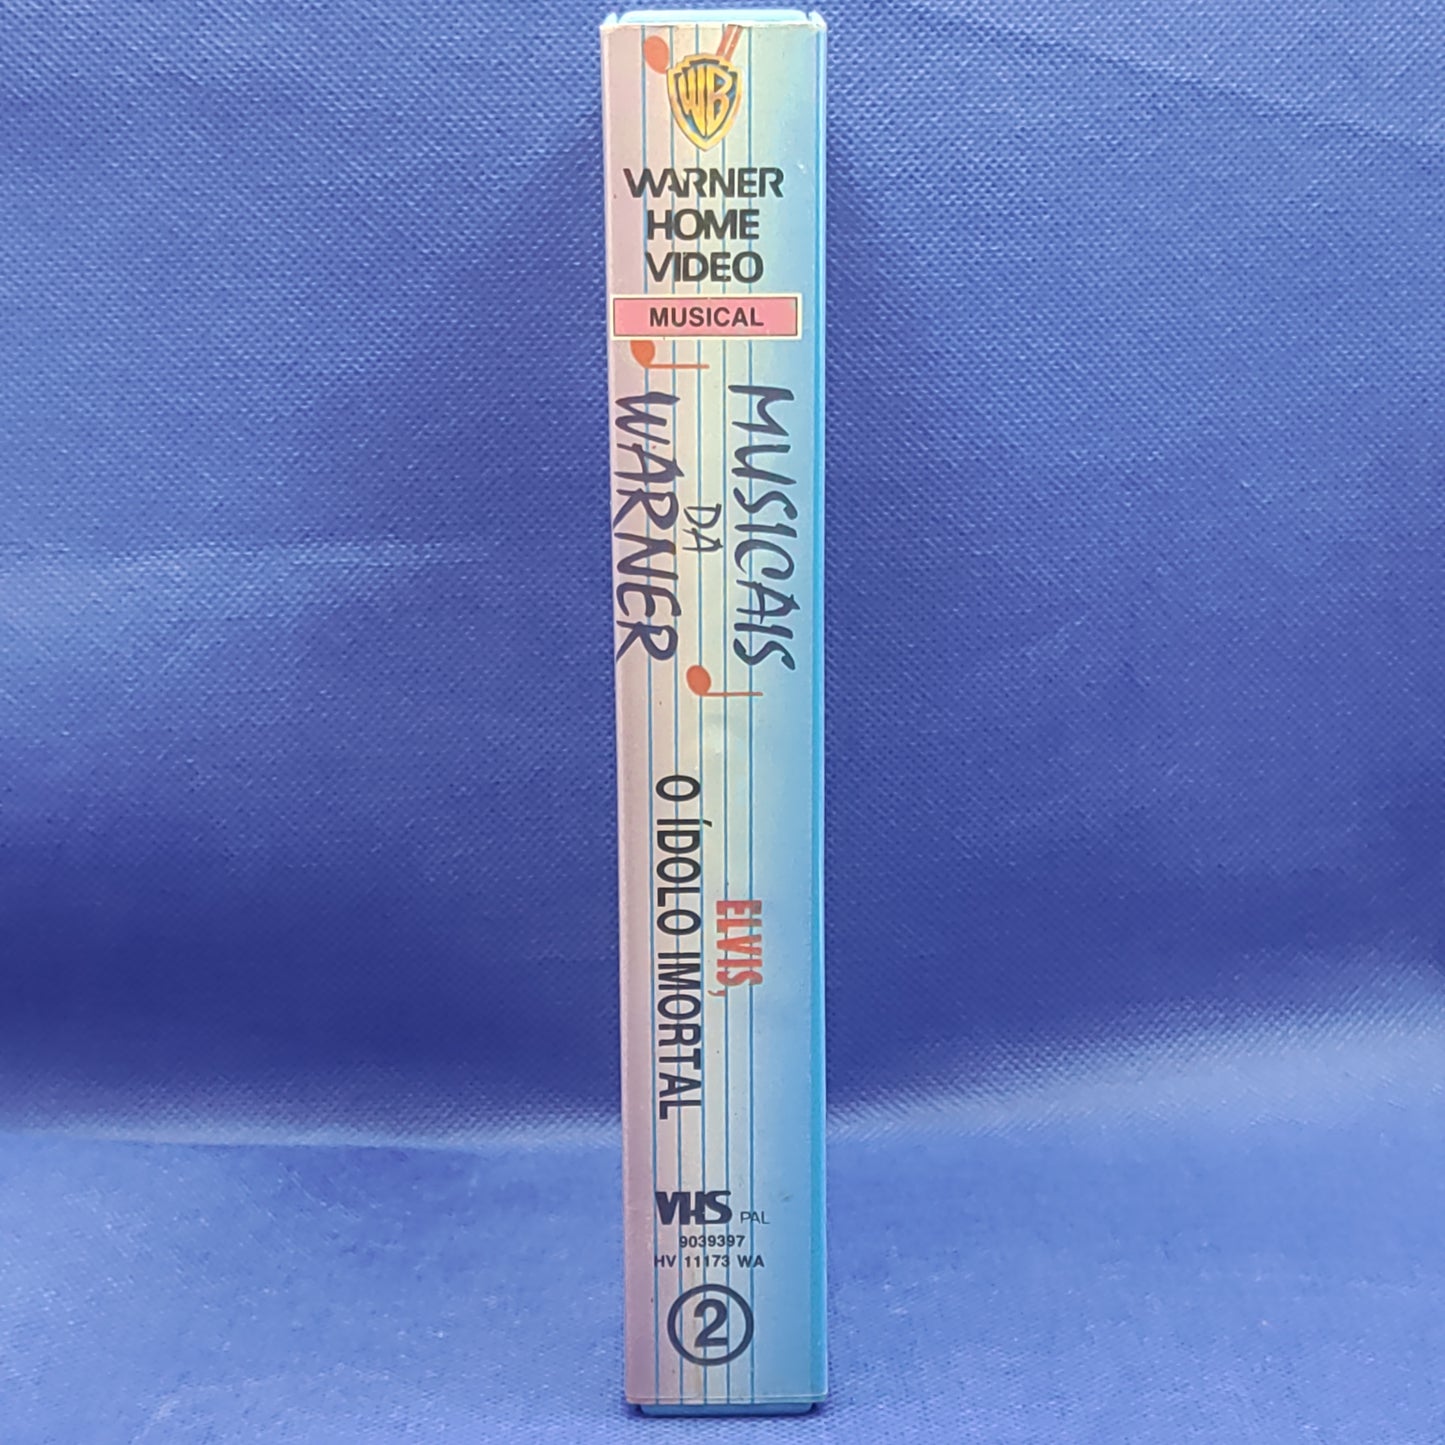 WB
WARNER
HOME
VIDEO
MUSICAL
MUSICAIS
DA
WARNER
ELVIS,
O ÍDOLO IMORTAL
VHS PAL
9039397
HV 11173 WA
2